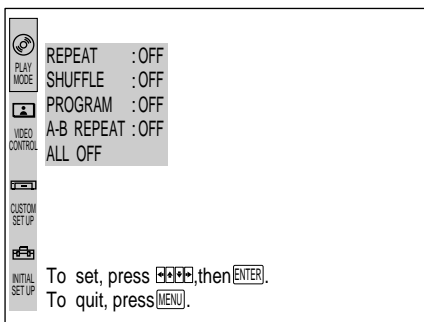 PLAY
MODE
VIDEO
CONTROL
CUSTOM
SET UP
INITIAL
SET UP
REPEAT :OFF
SHUFFLE :OFF
PROGRAM :OFF
A-B REPEAT :OFF
ALL OFF
To set, press ,then ENTER.
To quit, press MENU.